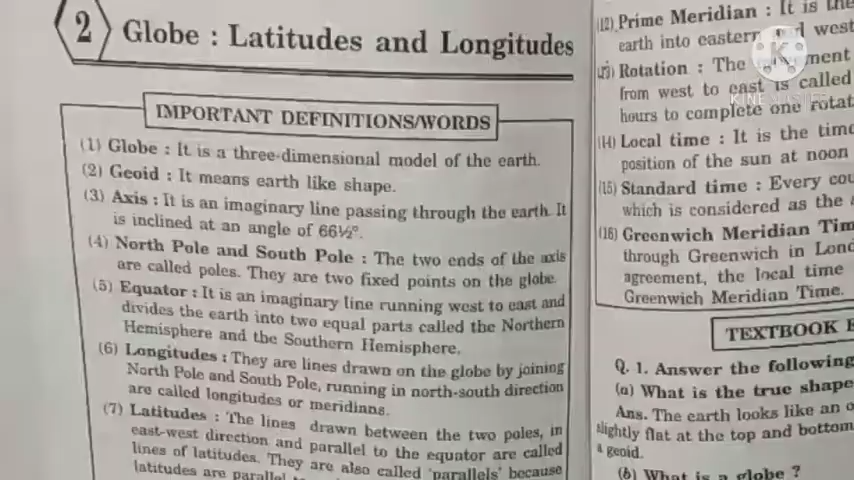 2
Globe : Latitudes and Longitudes
IMPORTANT DEFINITIONS/WORDS
(1) Globe : It is a three-dimensional model of the earth.
(2) Geoid : It means earth like shape.
(3) Axis : It is an imaginary line passing through the earth. It
is inclined at an angle of 66½°.
(4) North Pole and South Pole : The two ends of the axis
are called poles. They are two fixed points on the globe.
(5) Equator : It is an imaginary line running west to east and
divides the earth into two equal parts called the Northern
Hemisphere and the Southern Hemisphere.
(6) Longitudes : They are lines drawn on the globe by joining
North Pole and South Pole, running in north-south direction
are called longitudes or meridians.
(7) Latitudes : The lines drawn between the two poles, in
east-west direction and parallel to the equator are called
lines of latitudes. They are also called 'parallels' because
latitudes are
(12) Prime Meridian : It is the
earth into eastern west
Rotation : The
from west to east is called
hours to complete one
(14) Local time : It is the time
position of the sun at noon
(15) Standard time : Every
which is considered as the
(16) Greenwich Meridian
through Greenwich in
agreement, the local time
Greenwich Meridian Time.
TEXTBOOK
Q. 1. Answer the following
(a) What is the true shape
Ans. The earth looks like an
slightly flat at the top and bottom
a geoid.
(b) What is a globe ?
K